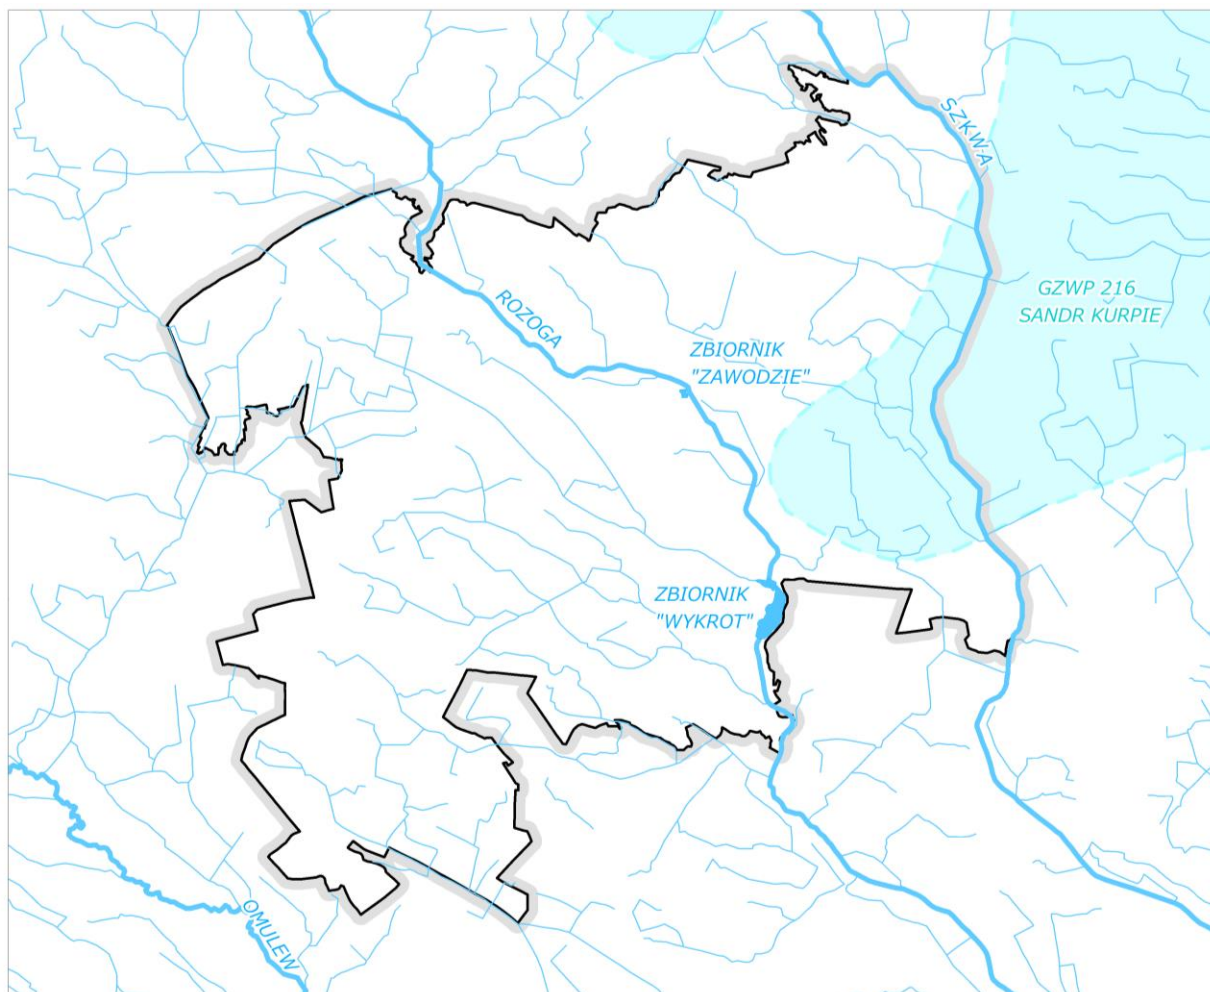 SZKWA
GZWP 216
SANDR KURPIE
ROZOGA
ZBIORNIK
"ZAWODZIE"
ZBIORNIK
"WYKROT"
OMULEW